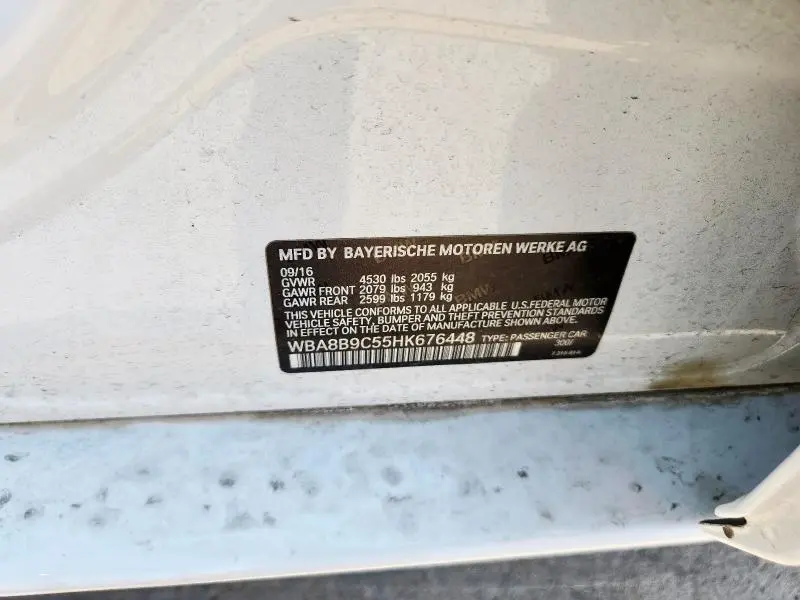 MFD BY BAYERISCHE MOTOREN WERKE AG
09/16
GVWR 4530 lbs 2055 kg
GAWR FRONT 2079 lbs 943 kg
GAWR REAR 2599 lbs 1179 kg
THIS VEHICLE CONFORMS TO ALL APPLICABLE U.S.FEDERAL MOTOR
VEHICLE SAFETY, BUMPER AND THEFT PREVENTION STANDARDS
IN EFFECT ON THE DATE OF MANUFACTURE SHOWN ABOVE.
WBA8B9C55HK676448 TYPE: PASSENGER CAR
300/